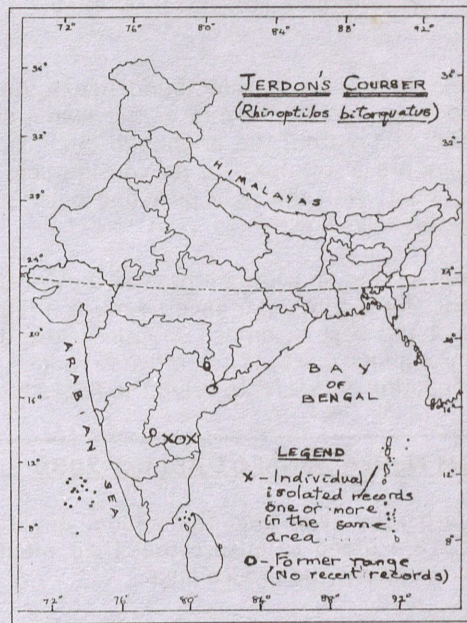 72° 76° 80° 84° 88° 92°
JERDON'S COURSER
(Rhinoptilos bitorquatus)
32°
28°
24°
20°
16°
12°
8°
HIMALAYAS
ARABIAN SEA
BAY
OF
BENGAL
XOX
LEGEND
X - Individual
isolated records
one or more
in the same
area....
O - Former range
(No recent records)
72° 76° 80° 84° 88° 92°